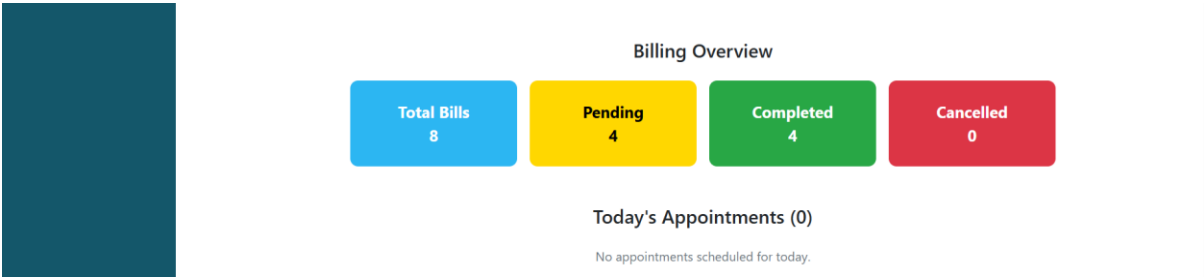 Billing Overview
Total Bills
8
Pending
4
Completed
4
Cancelled
0
Today's Appointments (0)
No appointments scheduled for today.